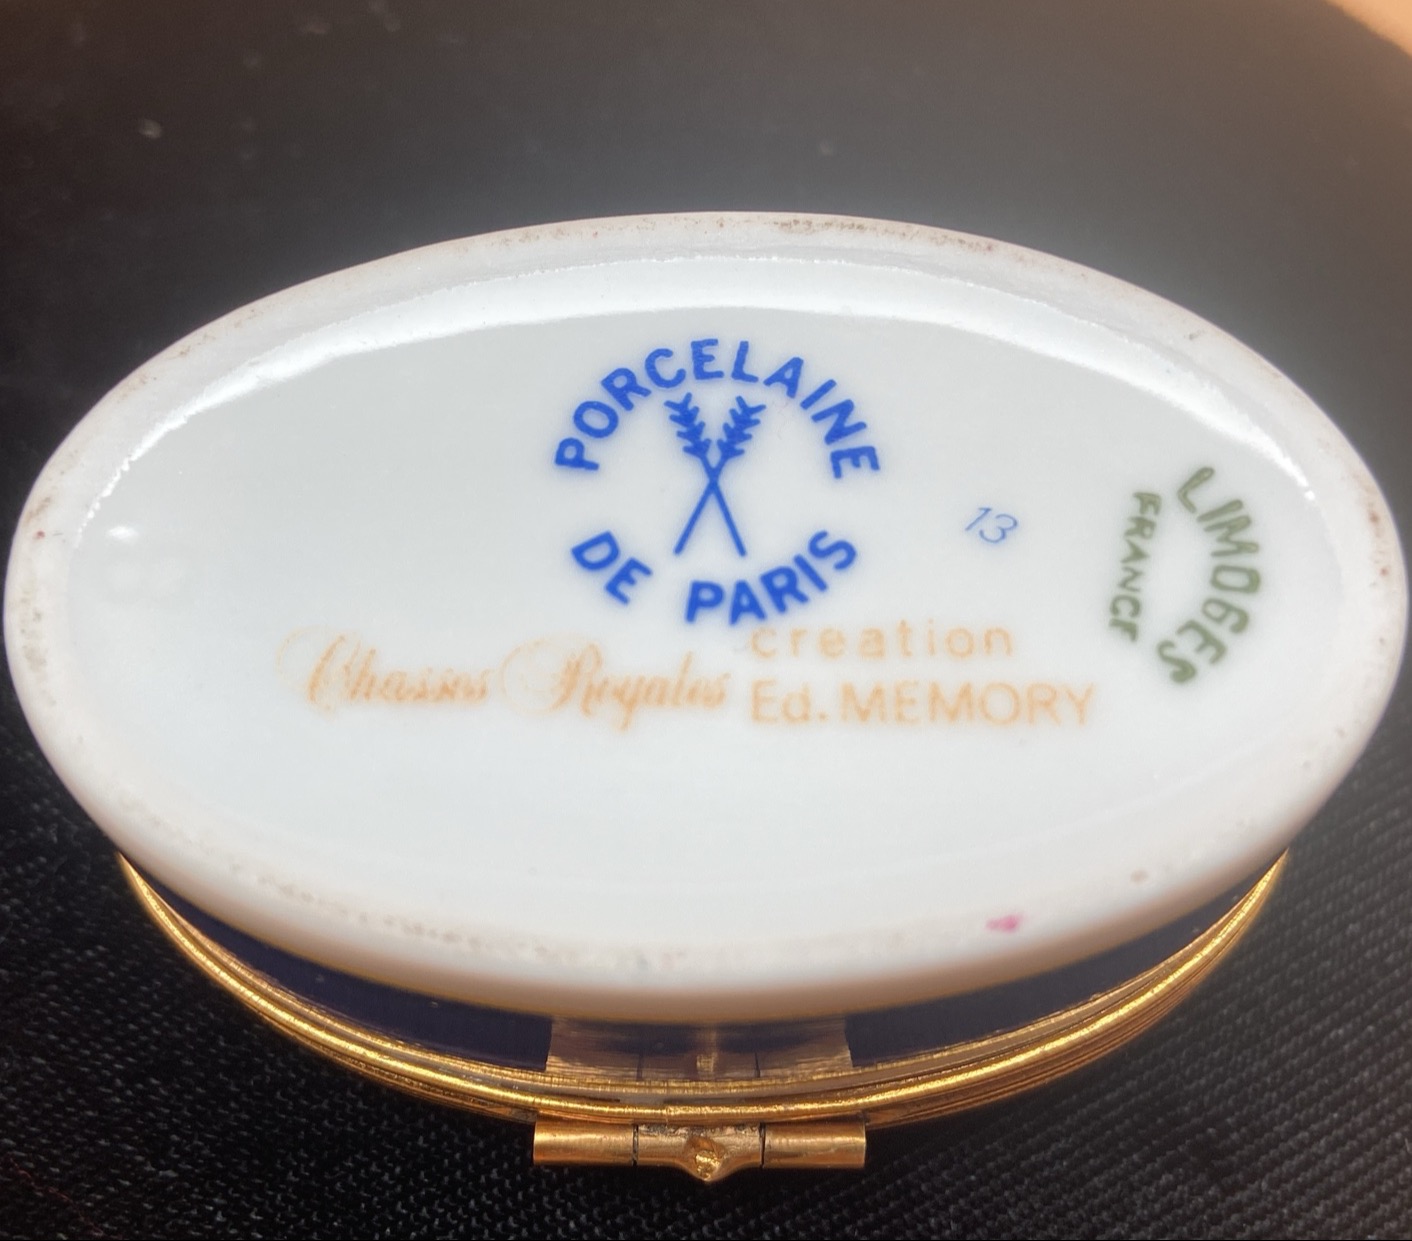 PORCELAINE
DE PARIS
13
LIMOGES
FRANCE
Chasses Royales
creation
Ed. MEMORY